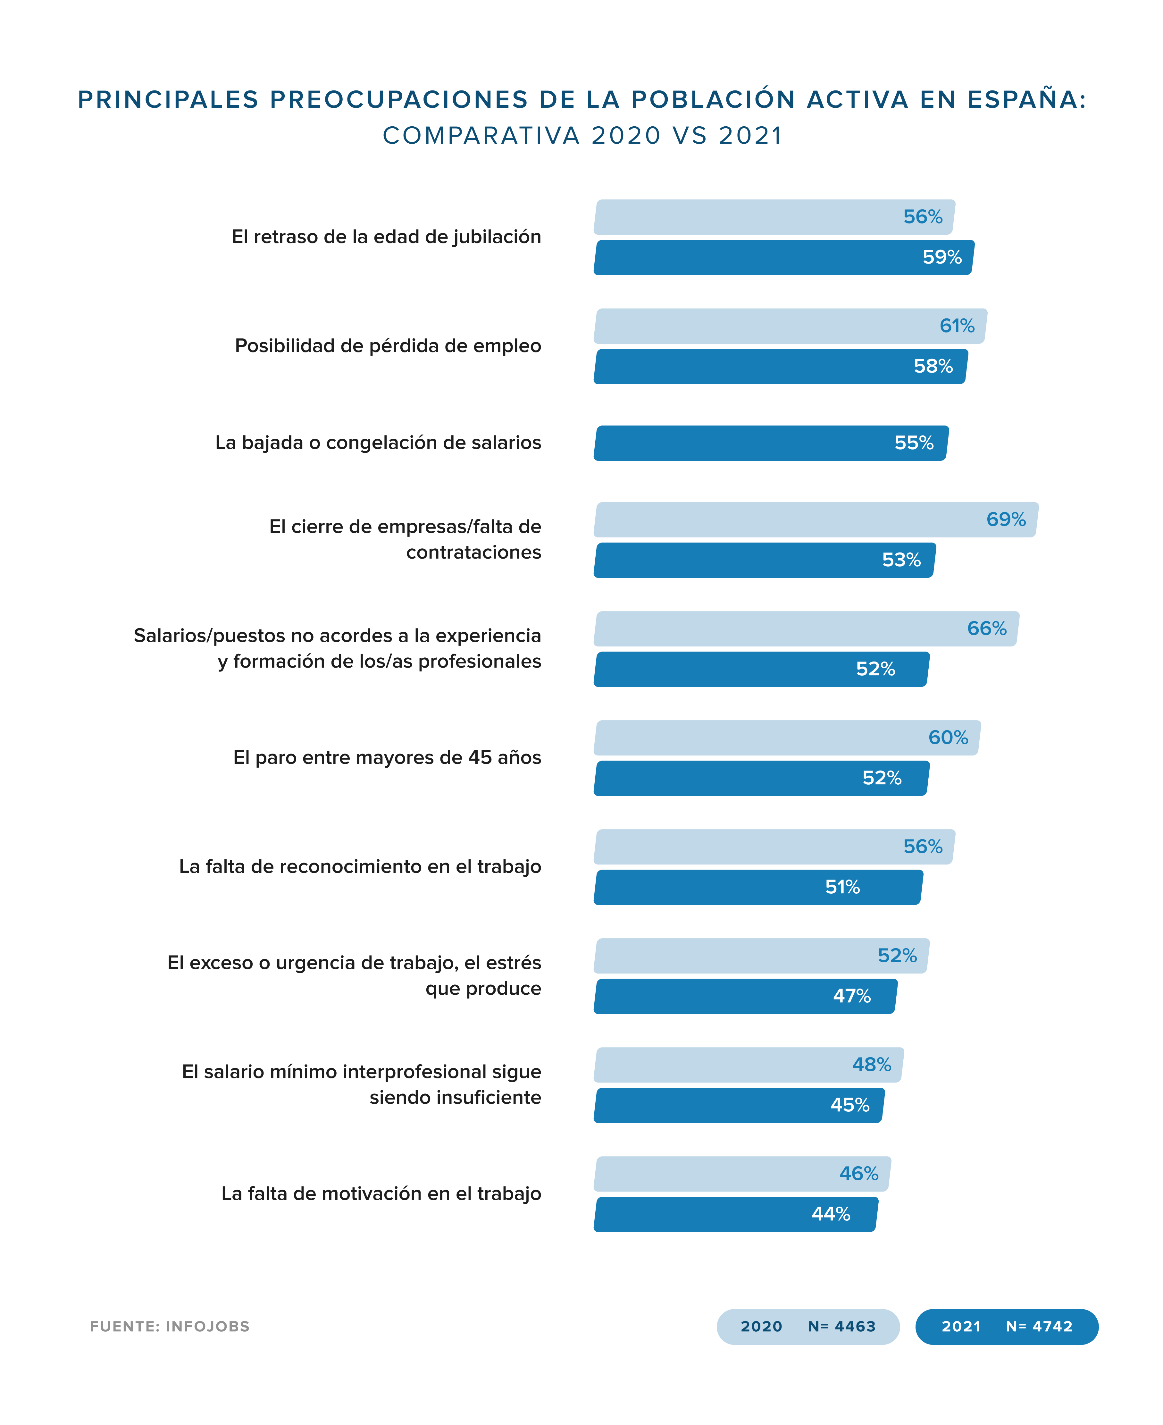 PRINCIPALES PREOCUPACIONES DE LA POBLACIÓN ACTIVA EN ESPAÑA:
COMPARATIVA 2020 VS 2021
El retraso de la edad de jubilación
56%
59%
Posibilidad de pérdida de empleo
61%
58%
La bajada o congelación de salarios
55%
El cierre de empresas/falta de
contrataciones
69%
53%
Salarios/puestos no acordes a la experiencia
y formación de los/as profesionales
66%
52%
El paro entre mayores de 45 años
60%
52%
La falta de reconocimiento en el trabajo
56%
51%
El exceso o urgencia de trabajo, el estrés
que produce
52%
47%
El salario mínimo interprofesional sigue
siendo insuficiente
48%
45%
La falta de motivación en el trabajo
46%
44%
FUENTE: INFOJOBS
2020 N= 4463
2021 N= 4742